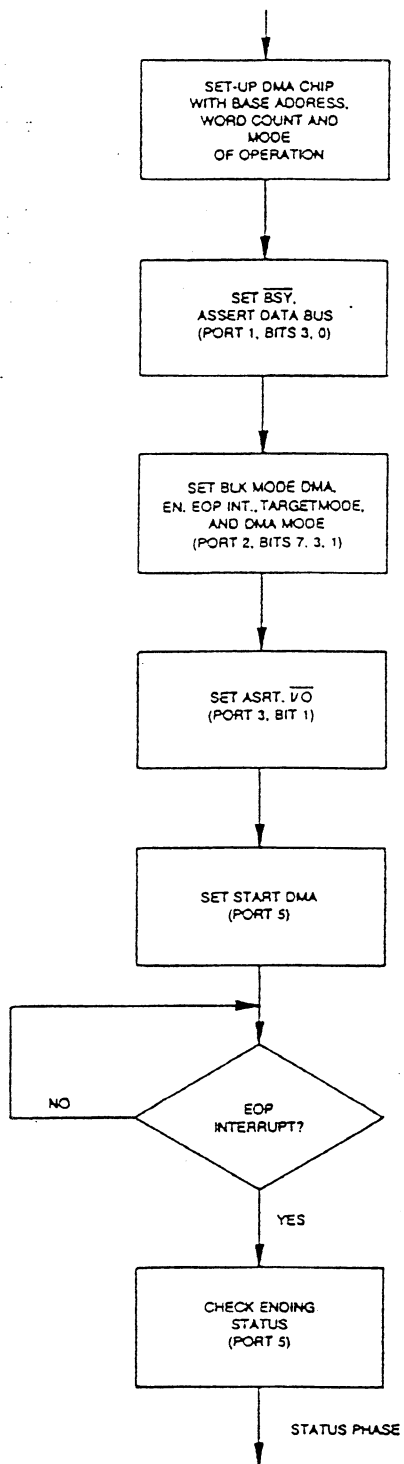 SET-UP DMA CHIP
WITH BASE ADDRESS,
WORD COUNT AND
MODE
OF OPERATION
SET B̅S̅Y̅,
ASSERT DATA BUS
(PORT 1, BITS 3, 0)
SET BLK MODE DMA,
EN. EOP INT., TARGETMODE,
AND DMA MODE
(PORT 2, BITS 7, 3, 1)
SET ASRT. I̅/̅O̅
(PORT 3, BIT 1)
SET START DMA
(PORT 5)
NO
EOP
INTERRUPT?
YES
CHECK ENDING
STATUS
(PORT 5)
STATUS PHASE